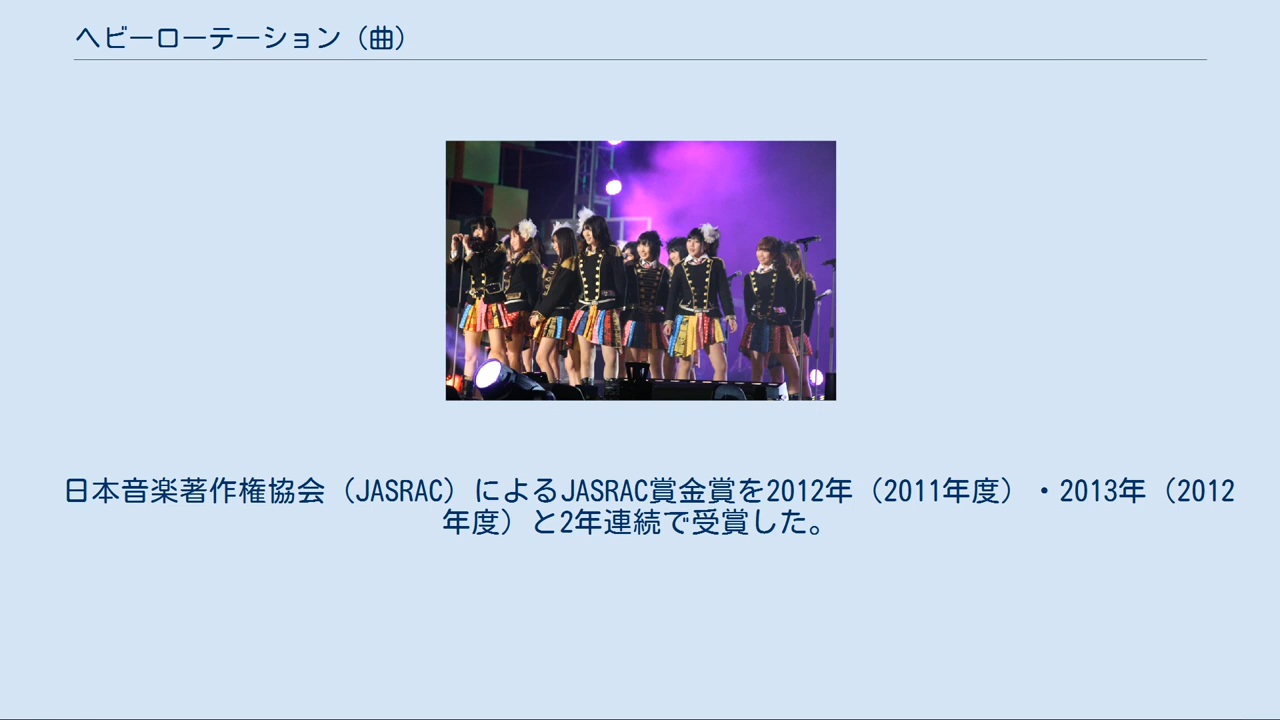 ヘビーローテーション（曲）
日本音楽著作権協会（JASRAC）によるJASRAC賞金賞を2012年（2011年度）・2013年（2012
年度）と2年連続で受賞した。